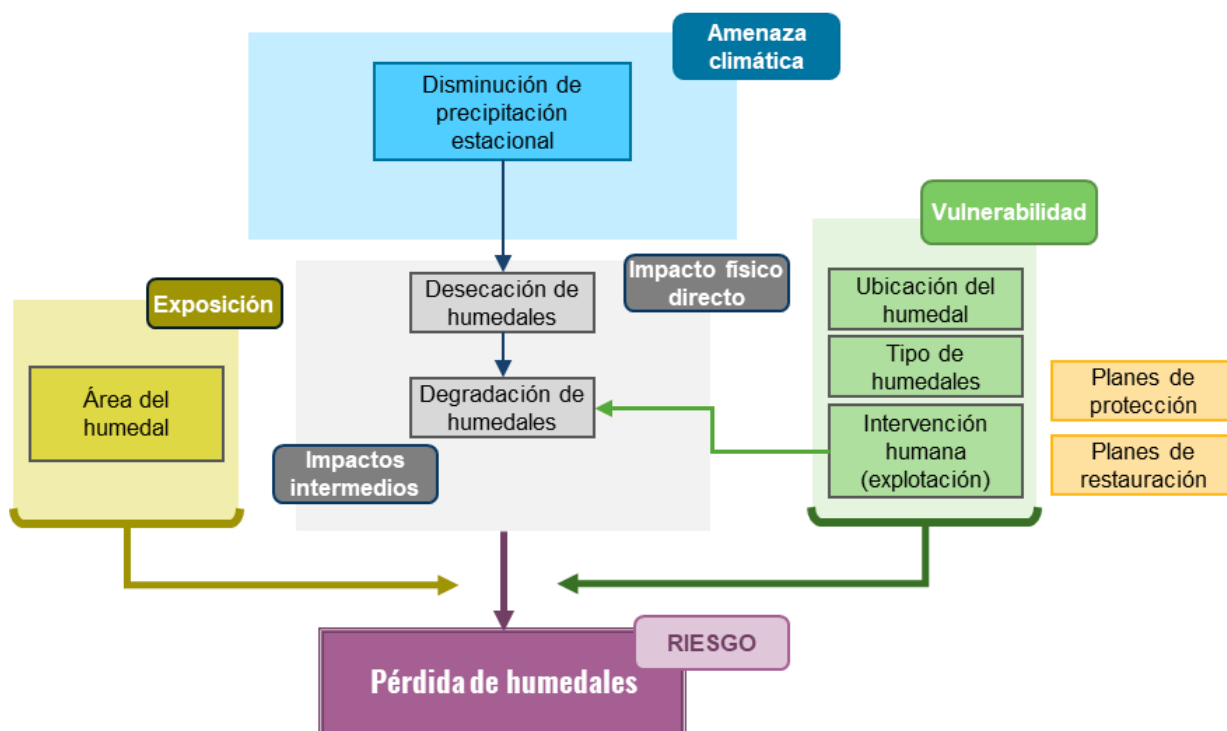 Amenaza
climática
Disminución de
precipitación
estacional
Vulnerabilidad
Impacto físico
directo
Exposición
Desecación de
humedales
Ubicación del
humedal
Tipo de
humedales
Área del
humedal
Degradación de
humedales
Intervención
humana
(explotación)
Planes de
protección
Planes de
restauración
Impactos
intermedios
RIESGO
Pérdida de humedales